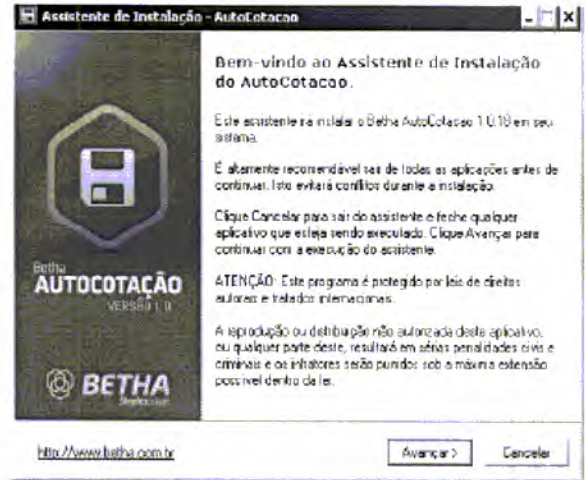 Assistente de Instalação - AutoCotacao
Bem-vindo ao Assistente de Instalação
do AutoCotacao.
Este assistente irá instalar o Betha AutoCotacao 1.0.18 em seu
sistema.
É altamente recomendável sair de todas as aplicações antes de
continuar. Isto evitará conflitos durante a instalação.
Clique Cancelar para sair do assistente e feche qualquer
aplicativo que esteja sendo executado. Clique Avançar para
continuar com a execução do assistente.
ATENÇÃO: Este programa é protegido por leis de direitos
autorais e tratados internacionais.
A reprodução ou distribuição não autorizada deste aplicativo,
ou qualquer parte deste, resultará em sérias penalidades civis e
criminais e os infratores serão punidos sob a máxima extensão
possível dentro da lei.
Betha
AUTOCOTAÇÃO
VERSÃO 1.0
BETHA
http://www.betha.com.br
Avançar >
Cancelar